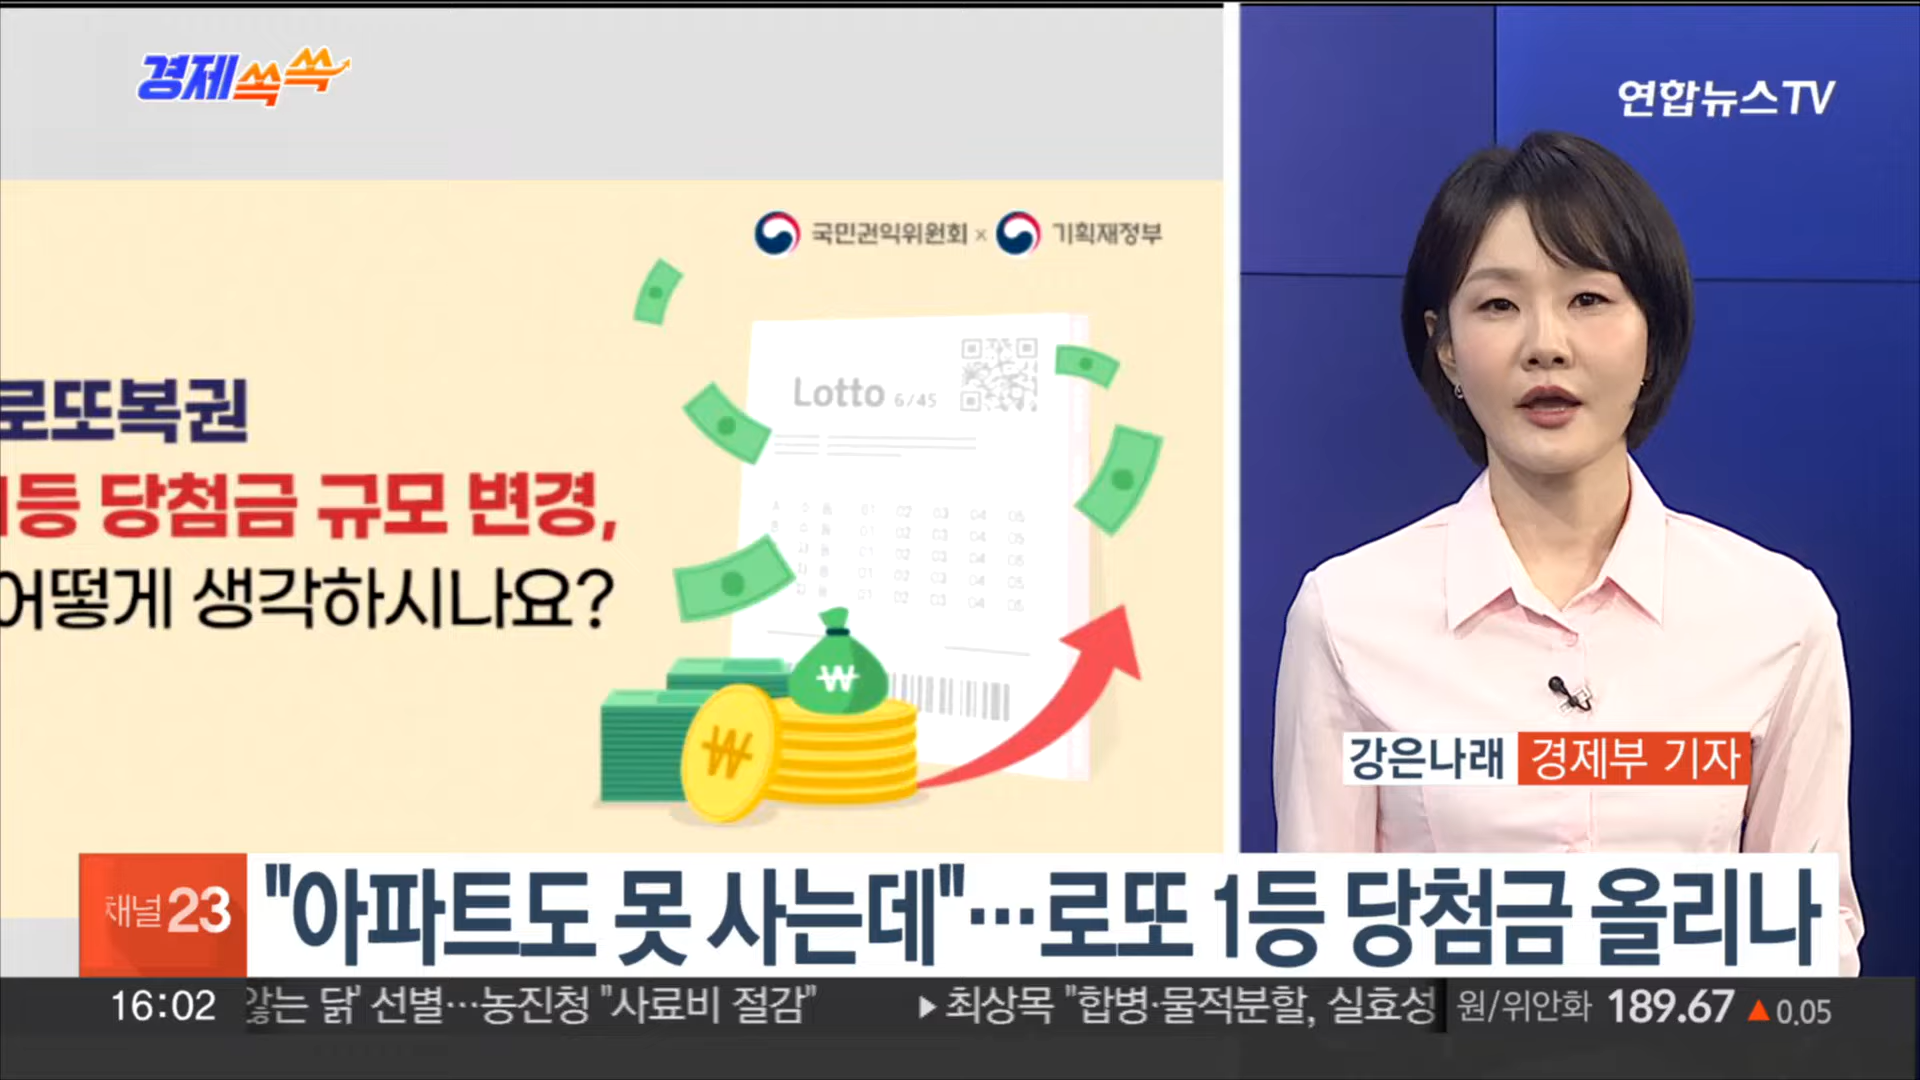 경제쏙쏙
연합뉴스TV
국민권익위원회 x 기획재정부
로또복권
1등 당첨금 규모 변경,
어떻게 생각하시나요?
Lotto 6/45
강은나래 경제부 기자
채널 23
"아파트도 못 사는데"…로또 1등 당첨금 올리나
16:02
않는 닭' 선별…농진청 "사료비 절감" ▶최상목 "합병·물적분할, 실효성
원/위안화 189.67 ▲0.05